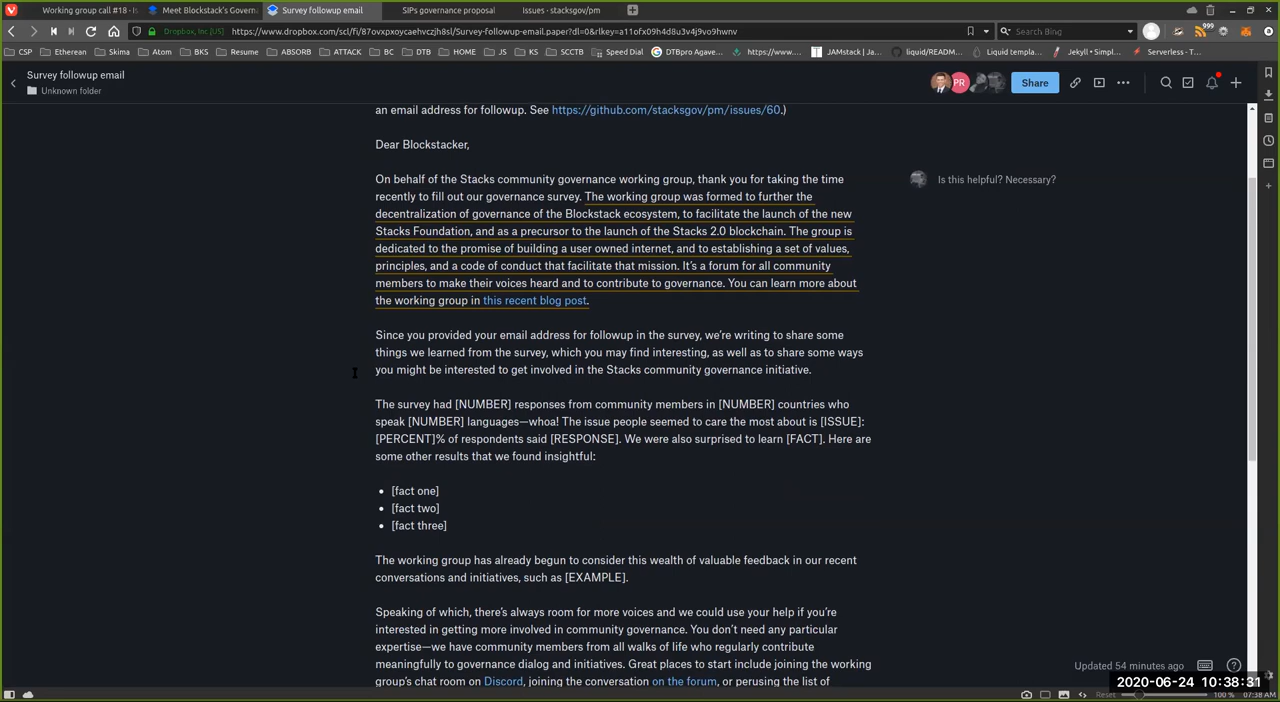 Working group call #18 - is
Meet Blockstack's Govern
Survey followup email
SIPs governance proposal
Issues · stacksgov/pm
Dropbox, Inc [US]
https://www.dropbox.com/scl/fi/87ovxpxoycaehvczjh8sl/Survey-followup-email.paper?dl=0&rlkey=a11ofx09h4d8u3v4j9vo9hwnv
Search Bing
999
CSP
Etherean
Skima
Atom
BKS
Resume
ABSORB
ATTACK
BC
DTB
HOME
JS
KS
SCCTB
Speed Dial
DTBpro Agave...
https://www....
JAMstack | Ja...
liquid/READM...
Liquid templa...
Jekyll • Simpl...
Serverless - T...
Survey followup email
Unknown folder
PR
Share
an email address for followup. See https://github.com/stacksgov/pm/issues/60.)
Dear Blockstacker,
On behalf of the Stacks community governance working group, thank you for taking the time
recently to fill out our governance survey. The working group was formed to further the
decentralization of governance of the Blockstack ecosystem, to facilitate the launch of the new
Stacks Foundation, and as a precursor to the launch of the Stacks 2.0 blockchain. The group is
dedicated to the promise of building a user owned internet, and to establishing a set of values,
principles, and a code of conduct that facilitate that mission. It's a forum for all community
members to make their voices heard and to contribute to governance. You can learn more about
the working group in this recent blog post.
Is this helpful? Necessary?
Since you provided your email address for followup in the survey, we're writing to share some
things we learned from the survey, which you may find interesting, as well as to share some ways
you might be interested to get involved in the Stacks community governance initiative.
The survey had [NUMBER] responses from community members in [NUMBER] countries who
speak [NUMBER] languages—whoa! The issue people seemed to care the most about is [ISSUE]:
[PERCENT]% of respondents said [RESPONSE]. We were also surprised to learn [FACT]. Here are
some other results that we found insightful:
• [fact one]
• [fact two]
• [fact three]
The working group has already begun to consider this wealth of valuable feedback in our recent
conversations and initiatives, such as [EXAMPLE].
Speaking of which, there's always room for more voices and we could use your help if you're
interested in getting more involved in community governance. You don't need any particular
expertise—we have community members from all walks of life who regularly contribute
meaningfully to governance dialog and initiatives. Great places to start include joining the working
group's chat room on Discord, joining the conversation on the forum, or perusing the list of
Updated 54 minutes ago
2020-06-24 10:38:31
Reset
100 %
07:38 AM